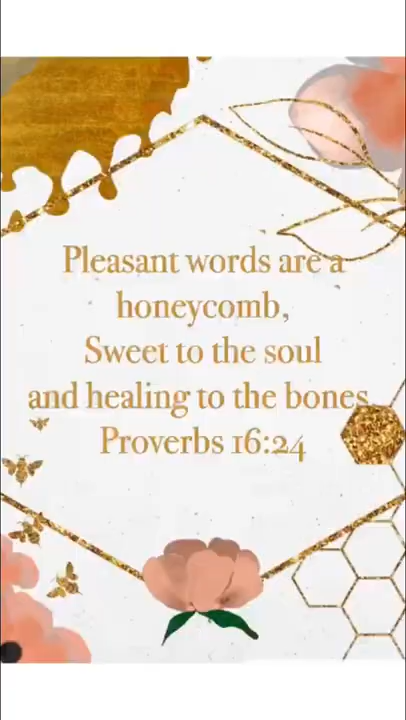 Pleasant words are a
honeycomb,
Sweet to the soul
and healing to the bones.
Proverbs 16:24